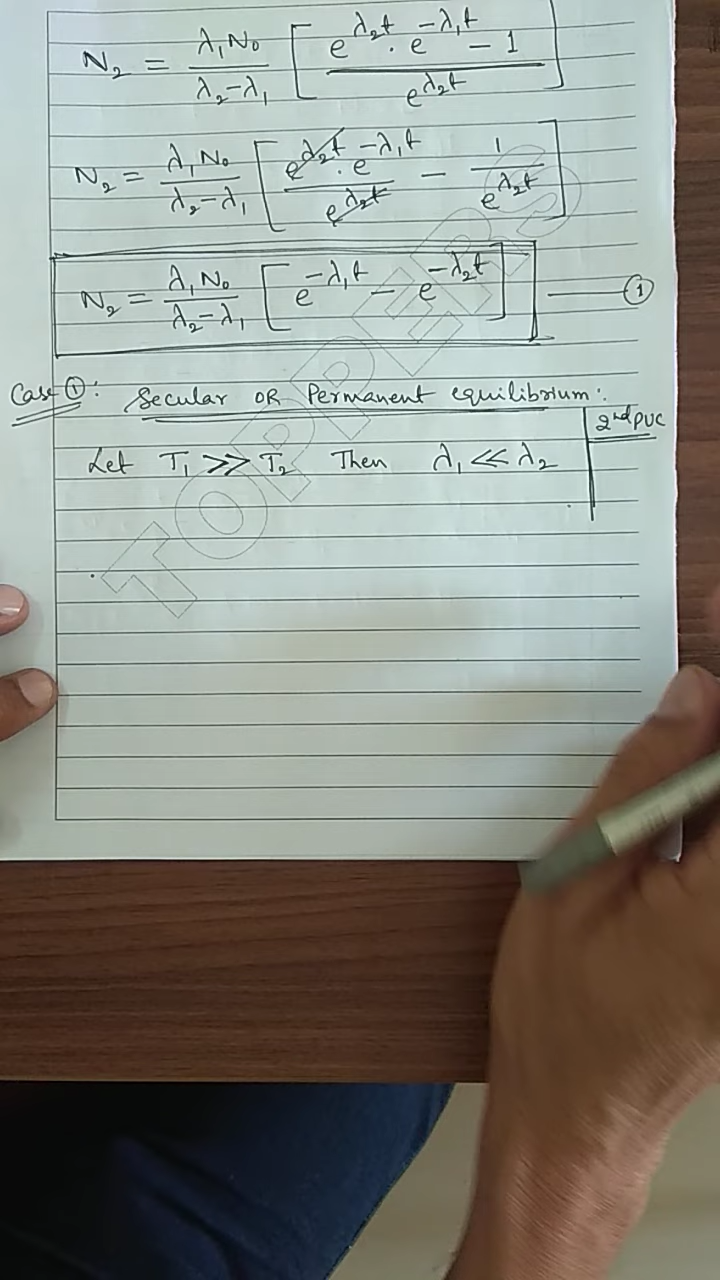 N₂ = λ₁N₀ / λ₂-λ₁ [ e^λ₂t . e^-λ₁t - 1 / e^λ₂t ]
N₂ = λ₁N₀ / λ₂-λ₁ [ e^λ₂t . e^-λ₁t / e^λ₂t - 1 / e^λ₂t ]
N₂ = λ₁N₀ / λ₂-λ₁ [ e^-λ₁t - e^-λ₂t ] — ①
Case ①: Secular OR Permanent equilibrium:
2nd PUC
Let T₁ >> T₂ Then λ₁ << λ₂
TOPPERS